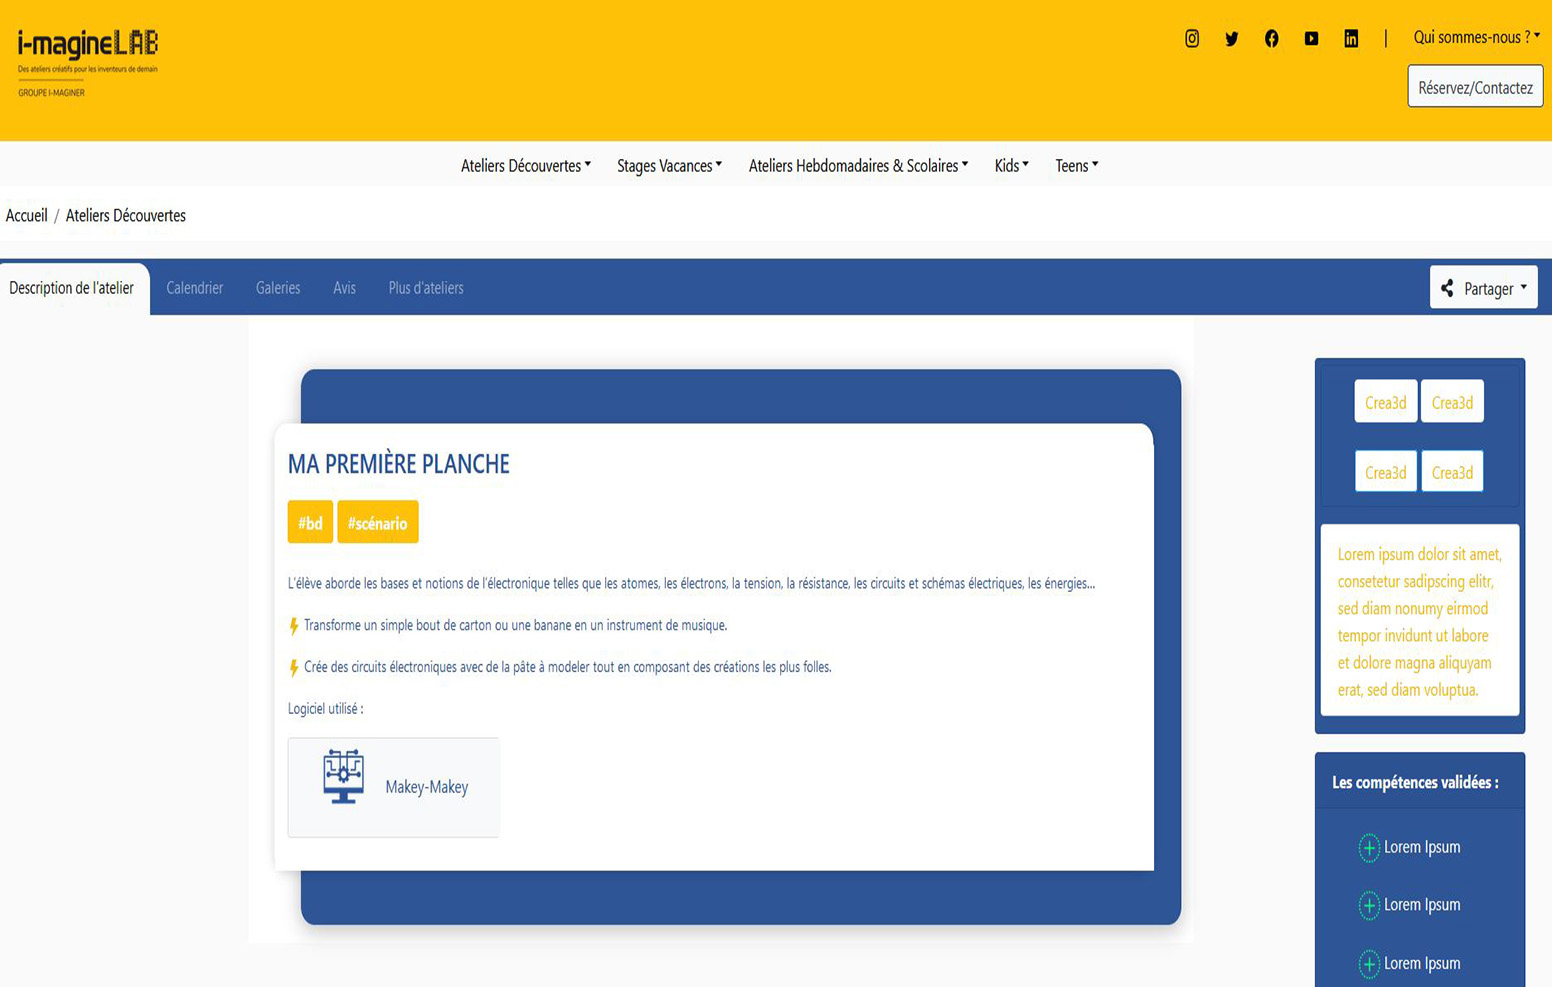 i-magineLAB
Des ateliers créatifs pour les inventeurs de demain
GROUPE I-MAGINER
Qui sommes-nous ?
Réservez/Contactez
Ateliers Découvertes
Stages Vacances
Ateliers Hebdomadaires & Scolaires
Kids
Teens
Accueil / Ateliers Découvertes
Description de l'atelier
Calendrier
Galeries
Avis
Plus d'ateliers
Partager
MA PREMIÈRE PLANCHE
#bd
#scénario
L'élève aborde les bases et notions de l'électronique telles que les atomes, les électrons, la tension, la résistance, les circuits et schémas électriques, les énergies...
Transforme un simple bout de carton ou une banane en un instrument de musique.
Crée des circuits électroniques avec de la pâte à modeler tout en composant des créations les plus folles.
Logiciel utilisé :
Makey-Makey
Crea3d Crea3d
Crea3d Crea3d
Lorem ipsum dolor sit amet,
consetetur sadipscing elitr,
sed diam nonumy eirmod
tempor invidunt ut labore
et dolore magna aliquyam
erat, sed diam voluptua.
Les compétences validées :
Lorem Ipsum
Lorem Ipsum
Lorem Ipsum